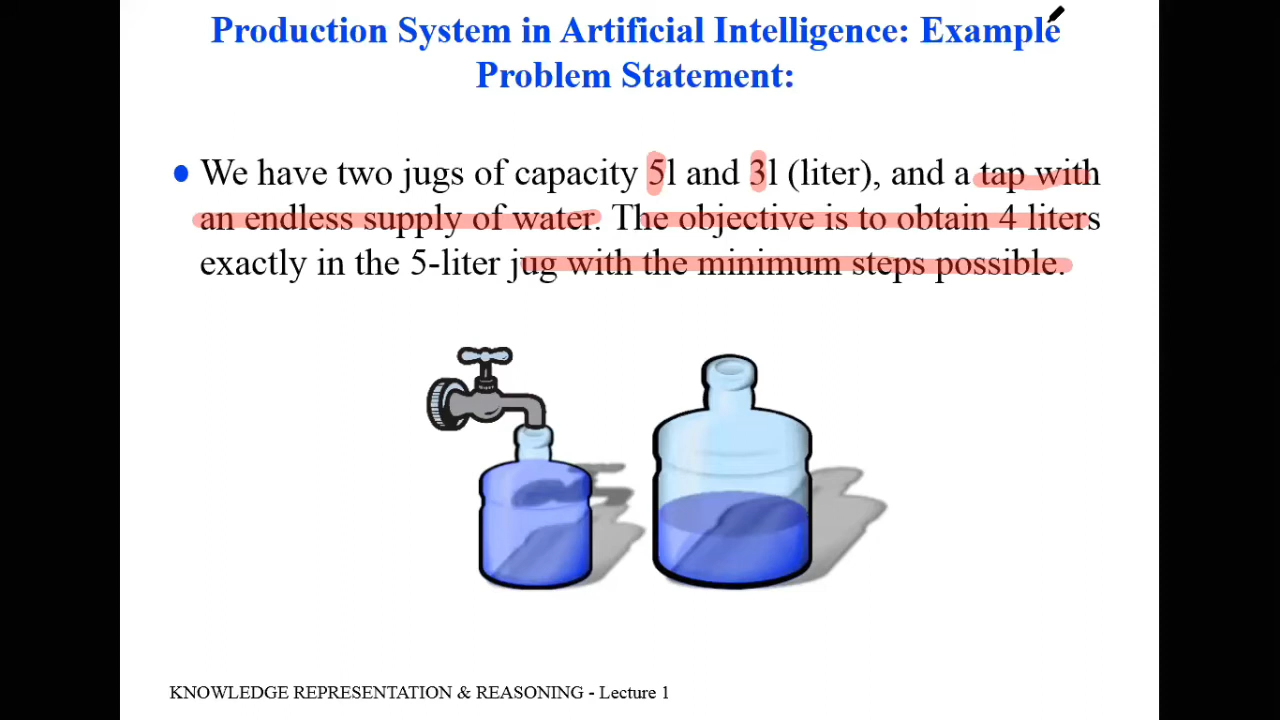 Production System in Artificial Intelligence: Example
Problem Statement:
• We have two jugs of capacity 5l and 3l (liter), and a tap with
an endless supply of water. The objective is to obtain 4 liters
exactly in the 5-liter jug with the minimum steps possible.
KNOWLEDGE REPRESENTATION & REASONING - Lecture 1